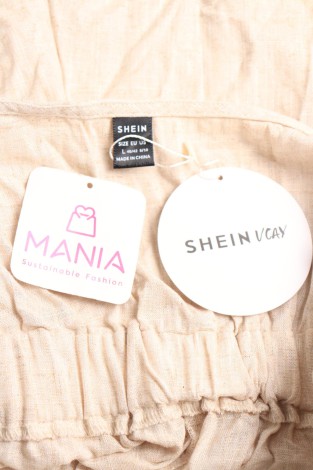 SHEIN
SIZE EU US
L
MADE IN CHINA
MANIA
Sustainable Fashion
SHEIN VCAY